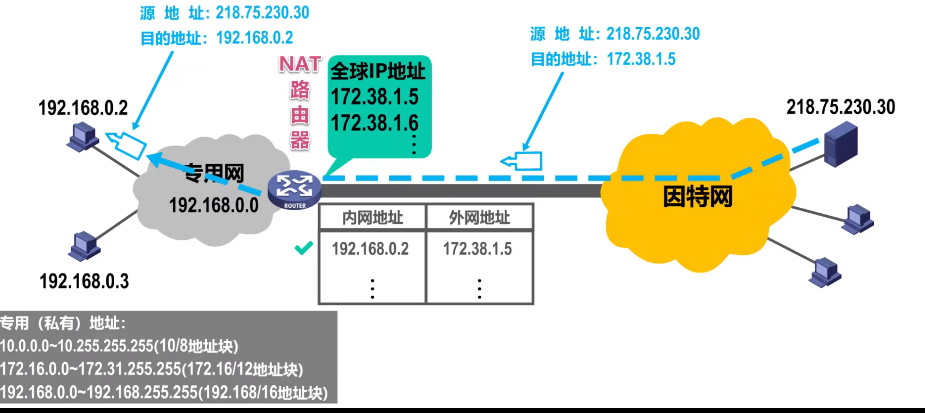 源 地 址: 218.75.230.30
目的地址: 192.168.0.2
源 地 址: 218.75.230.30
目的地址: 172.38.1.5
NAT
路
由
器
全球IP地址
172.38.1.5
172.38.1.6
⋮
192.168.0.2
218.75.230.30
专用网
192.168.0.0
ROUTER
因特网
192.168.0.3
内网地址 外网地址
192.168.0.2 172.38.1.5
⋮ ⋮
专用（私有）地址：
10.0.0.0~10.255.255.255(10/8地址块)
172.16.0.0~172.31.255.255(172.16/12地址块)
192.168.0.0~192.168.255.255(192.168/16地址块)